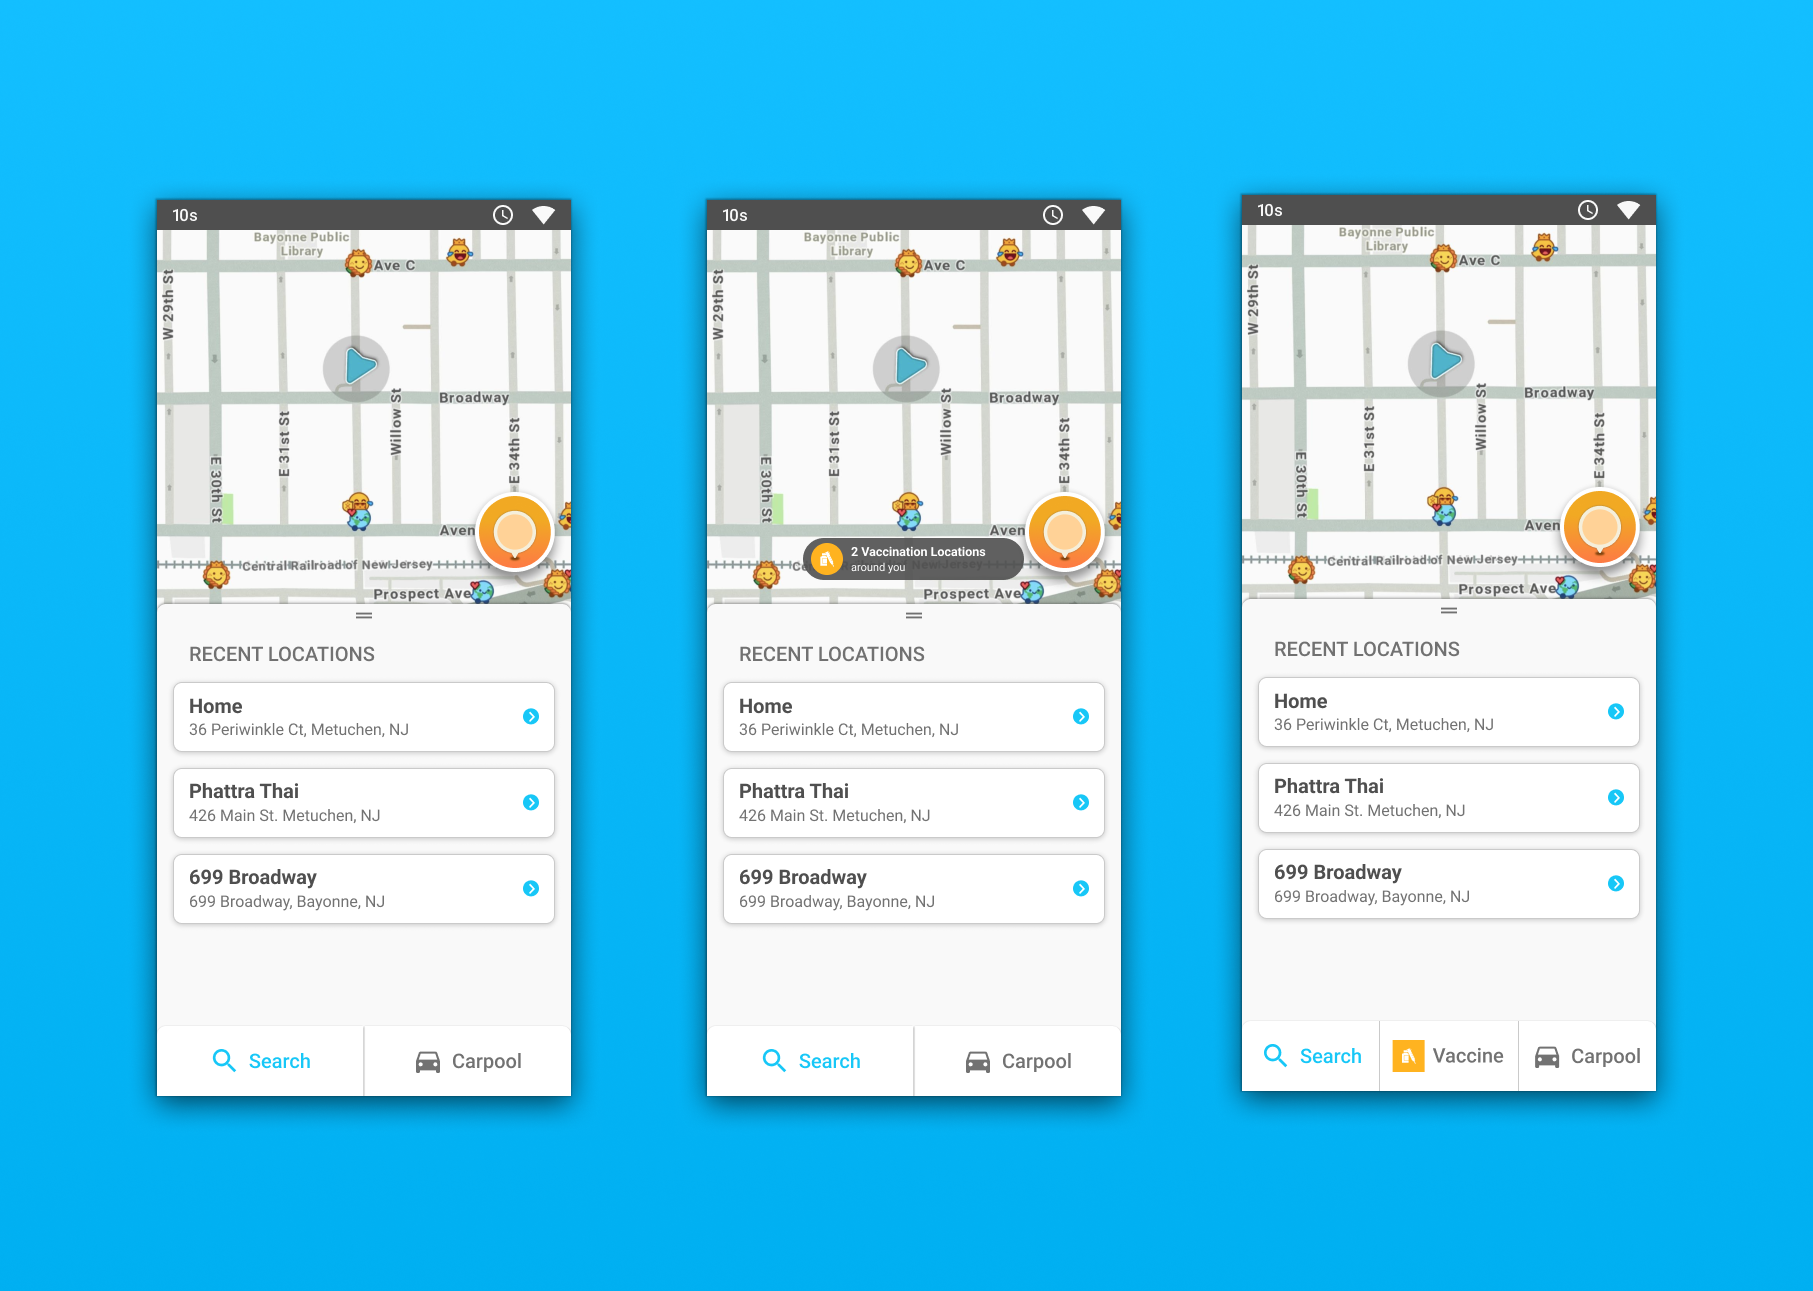 10s
Bayonne Public
Library
Ave C
W 29th St
Broadway
Willow St
E 31st St
E 34th St
E 30th St
Aven
Central Railroad of New Jersey
Prospect Ave
RECENT LOCATIONS
Home
36 Periwinkle Ct, Metuchen, NJ
Phattra Thai
426 Main St. Metuchen, NJ
699 Broadway
699 Broadway, Bayonne, NJ
Search
Carpool
10s
Bayonne Public
Library
Ave C
W 29th St
Broadway
Willow St
E 31st St
E 34th St
E 30th St
Aven
2 Vaccination Locations
around you
Ce
Prospect Ave
RECENT LOCATIONS
Home
36 Periwinkle Ct, Metuchen, NJ
Phattra Thai
426 Main St. Metuchen, NJ
699 Broadway
699 Broadway, Bayonne, NJ
Search
Carpool
10s
Bayonne Public
Library
Ave C
W 29th St
Broadway
Willow St
E 31st St
E 34th St
E 30th St
Aven
Central Railroad of New Jersey
Prospect Ave
RECENT LOCATIONS
Home
36 Periwinkle Ct, Metuchen, NJ
Phattra Thai
426 Main St. Metuchen, NJ
699 Broadway
699 Broadway, Bayonne, NJ
Search
Vaccine
Carpool